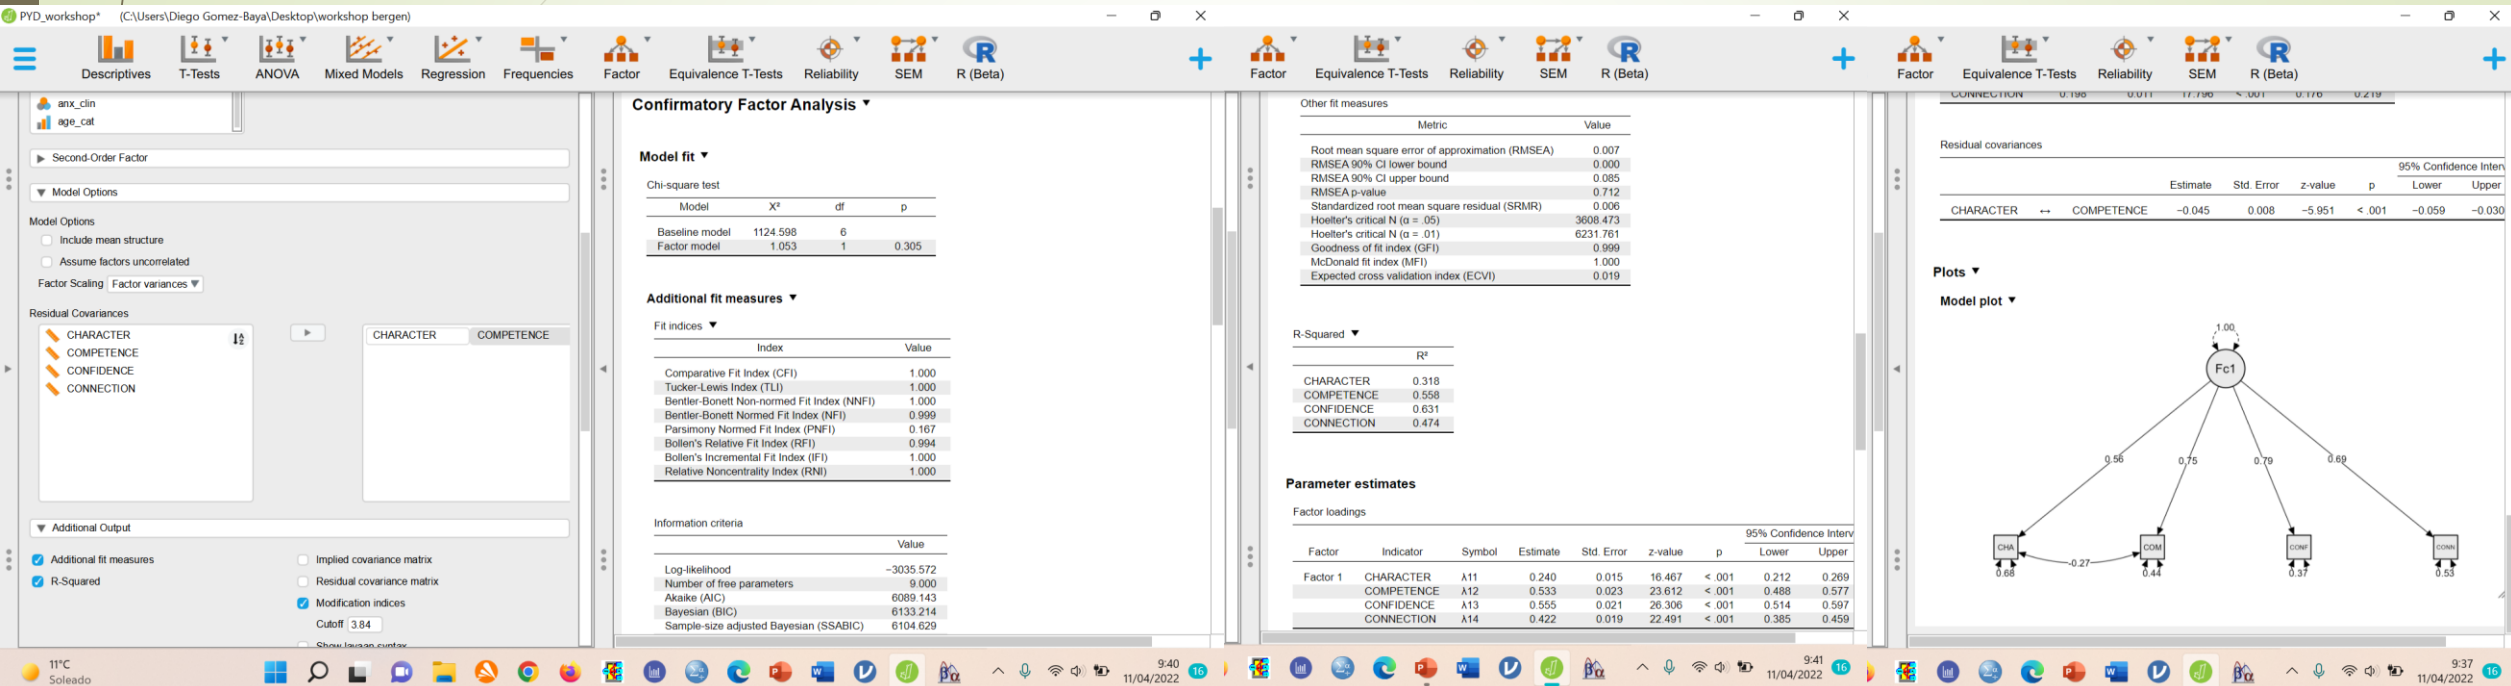 PYD_workshop* (C:\Users\Diego Gomez-Baya\Desktop\workshop bergen)
Descriptives T-Tests ANOVA Mixed Models Regression Frequencies Factor Equivalence T-Tests Reliability SEM R (Beta)
anx_clin
age_cat
Second-Order Factor
Model Options
Model Options
Include mean structure
Assume factors uncorrelated
Factor Scaling Factor variances
Residual Covariances
CHARACTER
COMPETENCE
CONFIDENCE
CONNECTION
CHARACTER COMPETENCE
Additional Output
Additional fit measures
R-Squared
Implied covariance matrix
Residual covariance matrix
Modification indices
Cutoff 3.84
Show lavaan syntax
Confirmatory Factor Analysis
Model fit
Chi-square test
Model X² df p
Baseline model 1124.598 6
Factor model 1.053 1 0.305
Additional fit measures
Fit indices
Index Value
Comparative Fit Index (CFI) 1.000
Tucker-Lewis Index (TLI) 1.000
Bentler-Bonett Non-normed Fit Index (NNFI) 1.000
Bentler-Bonett Normed Fit Index (NFI) 0.999
Parsimony Normed Fit Index (PNFI) 0.167
Bollen's Relative Fit Index (RFI) 0.994
Bollen's Incremental Fit Index (IFI) 1.000
Relative Noncentrality Index (RNI) 1.000
Information criteria
Value
Log-likelihood −3035.572
Number of free parameters 9.000
Akaike (AIC) 6089.143
Bayesian (BIC) 6133.214
Sample-size adjusted Bayesian (SSABIC) 6104.629
11°C
Soleado
9:40
11/04/2022 16
Factor Equivalence T-Tests Reliability SEM R (Beta)
Other fit measures
Metric Value
Root mean square error of approximation (RMSEA) 0.007
RMSEA 90% CI lower bound 0.000
RMSEA 90% CI upper bound 0.085
RMSEA p-value 0.712
Standardized root mean square residual (SRMR) 0.006
Hoelter's critical N (α = .05) 3608.473
Hoelter's critical N (α = .01) 6231.761
Goodness of fit index (GFI) 0.999
McDonald fit index (MFI) 1.000
Expected cross validation index (ECVI) 0.019
R-Squared
R²
CHARACTER 0.318
COMPETENCE 0.558
CONFIDENCE 0.631
CONNECTION 0.474
Parameter estimates
Factor loadings
95% Confidence Interv
Factor Indicator Symbol Estimate Std. Error z-value p Lower Upper
Factor 1 CHARACTER λ11 0.240 0.015 16.467 < .001 0.212 0.269
COMPETENCE λ12 0.533 0.023 23.612 < .001 0.488 0.577
CONFIDENCE λ13 0.555 0.021 26.306 < .001 0.514 0.597
CONNECTION λ14 0.422 0.019 22.491 < .001 0.385 0.459
9:41
11/04/2022 16
Factor Equivalence T-Tests Reliability SEM R (Beta)
CONNECTION 0.198 0.011 17.796 < .001 0.176 0.219
Residual covariances
95% Confidence Interv
Estimate Std. Error z-value p Lower Upper
CHARACTER ↔ COMPETENCE −0.045 0.008 −5.951 < .001 −0.059 −0.030
Plots
Model plot
1.00
Fc1
0.56 0.75 0.79 0.69
CHA COM CONF CONN
-0.27
0.68 0.44 0.37 0.53
9:37
11/04/2022 16